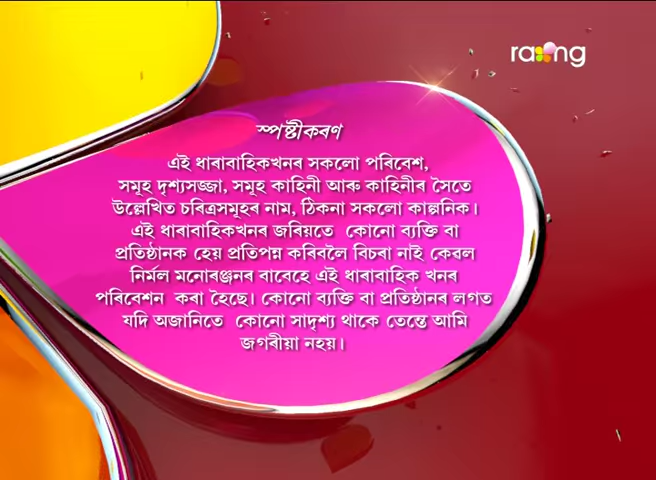 rang
স্পষ্টীকৰণ
এই ধাৰাবাহিকখনৰ সকলো পৰিবেশ,
সমূহ দৃশ্যসজ্জা, সমূহ কাহিনী আৰু কাহিনীৰ সৈতে
উল্লেখিত চৰিত্ৰসমূহৰ নাম, ঠিকনা সকলো কাল্পনিক।
এই ধাৰাবাহিকখনৰ জৰিয়তে কোনো ব্যক্তি বা
প্ৰতিষ্ঠানক হেয় প্ৰতিপন্ন কৰিবলৈ বিচৰা নাই কেৱল
নিৰ্মল মনোৰঞ্জনৰ বাবেহে এই ধাৰাবাহিক খনৰ
পৰিবেশন কৰা হৈছে। কোনো ব্যক্তি বা প্ৰতিষ্ঠানৰ লগত
যদি অজানিতে কোনো সাদৃশ্য থাকে তেন্তে আমি
জগৰীয়া নহয়।